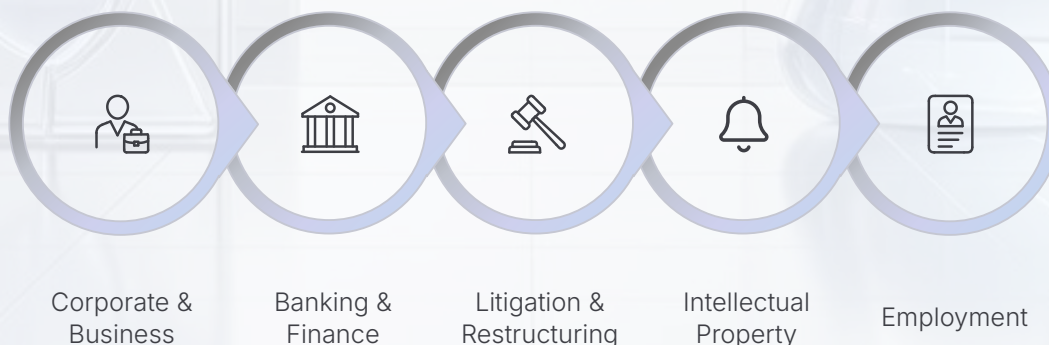 Corporate &
Business
Banking &
Finance
Litigation &
Restructuring
Intellectual
Property
Employment